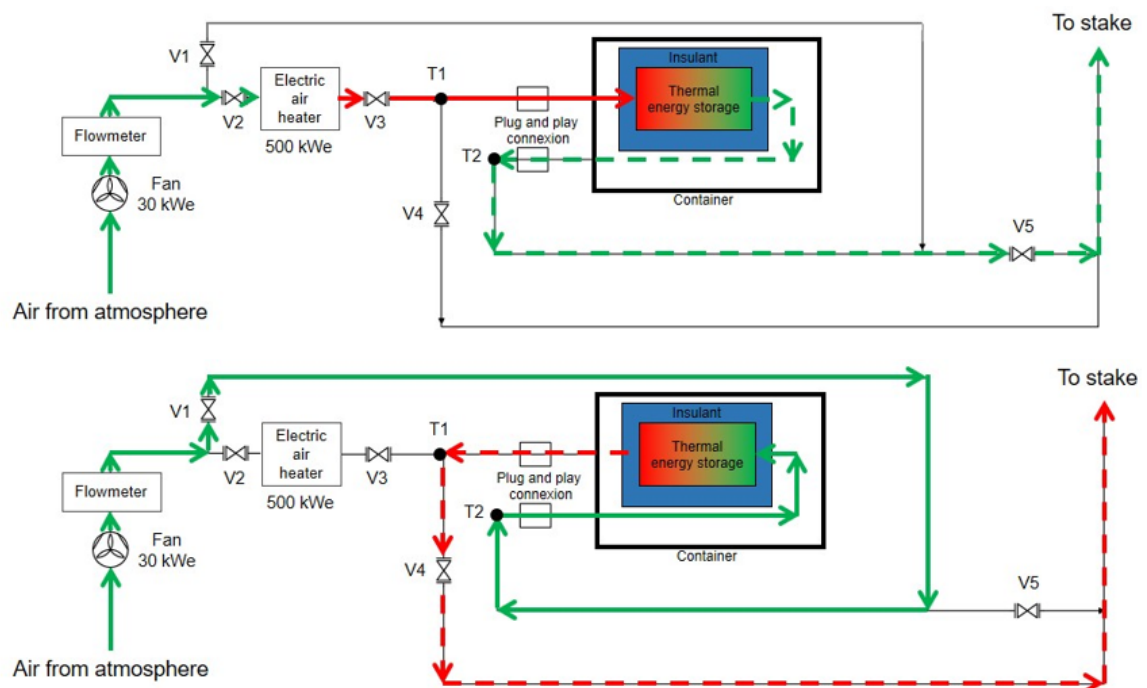 To stake
V1
Insulant
Electric
air
heater
T1
Thermal
energy storage
V2
V3
Flowmeter
500 kWe
Plug and play
connexion
T2
Fan
30 kWe
V4
Container
V5
Air from atmosphere
To stake
V1
Insulant
Electric
air
heater
T1
Thermal
energy storage
V2
V3
Flowmeter
500 kWe
Plug and play
connexion
T2
Fan
30 kWe
V4
Container
V5
Air from atmosphere